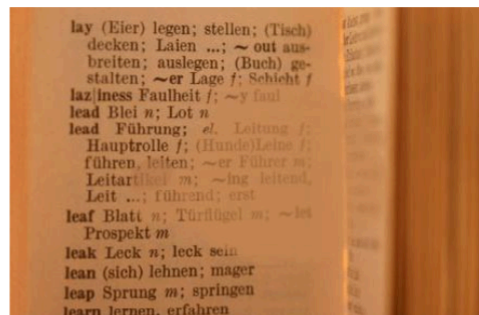 lay (Eier) legen; stellen; (Tisch)
decken; Laien ...; ~ out aus-
breiten; auslegen; (Buch) ge-
stalten; ~er Lage f; Schicht f
laz|iness Faulheit f; ~y faul
lead Blei n; Lot n
lead Führung; el. Leitung f;
Hauptrolle f; (Hunde)Leine f;
führen, leiten; ~er Führer m;
Leitartikel m; ~ing leitend,
Leit ...; führend; erst
leaf Blatt n; Türflügel m; ~let
Prospekt m
leak Leck n; leck sein
lean (sich) lehnen; mager
leap Sprung m; springen
learn lernen, erfahren